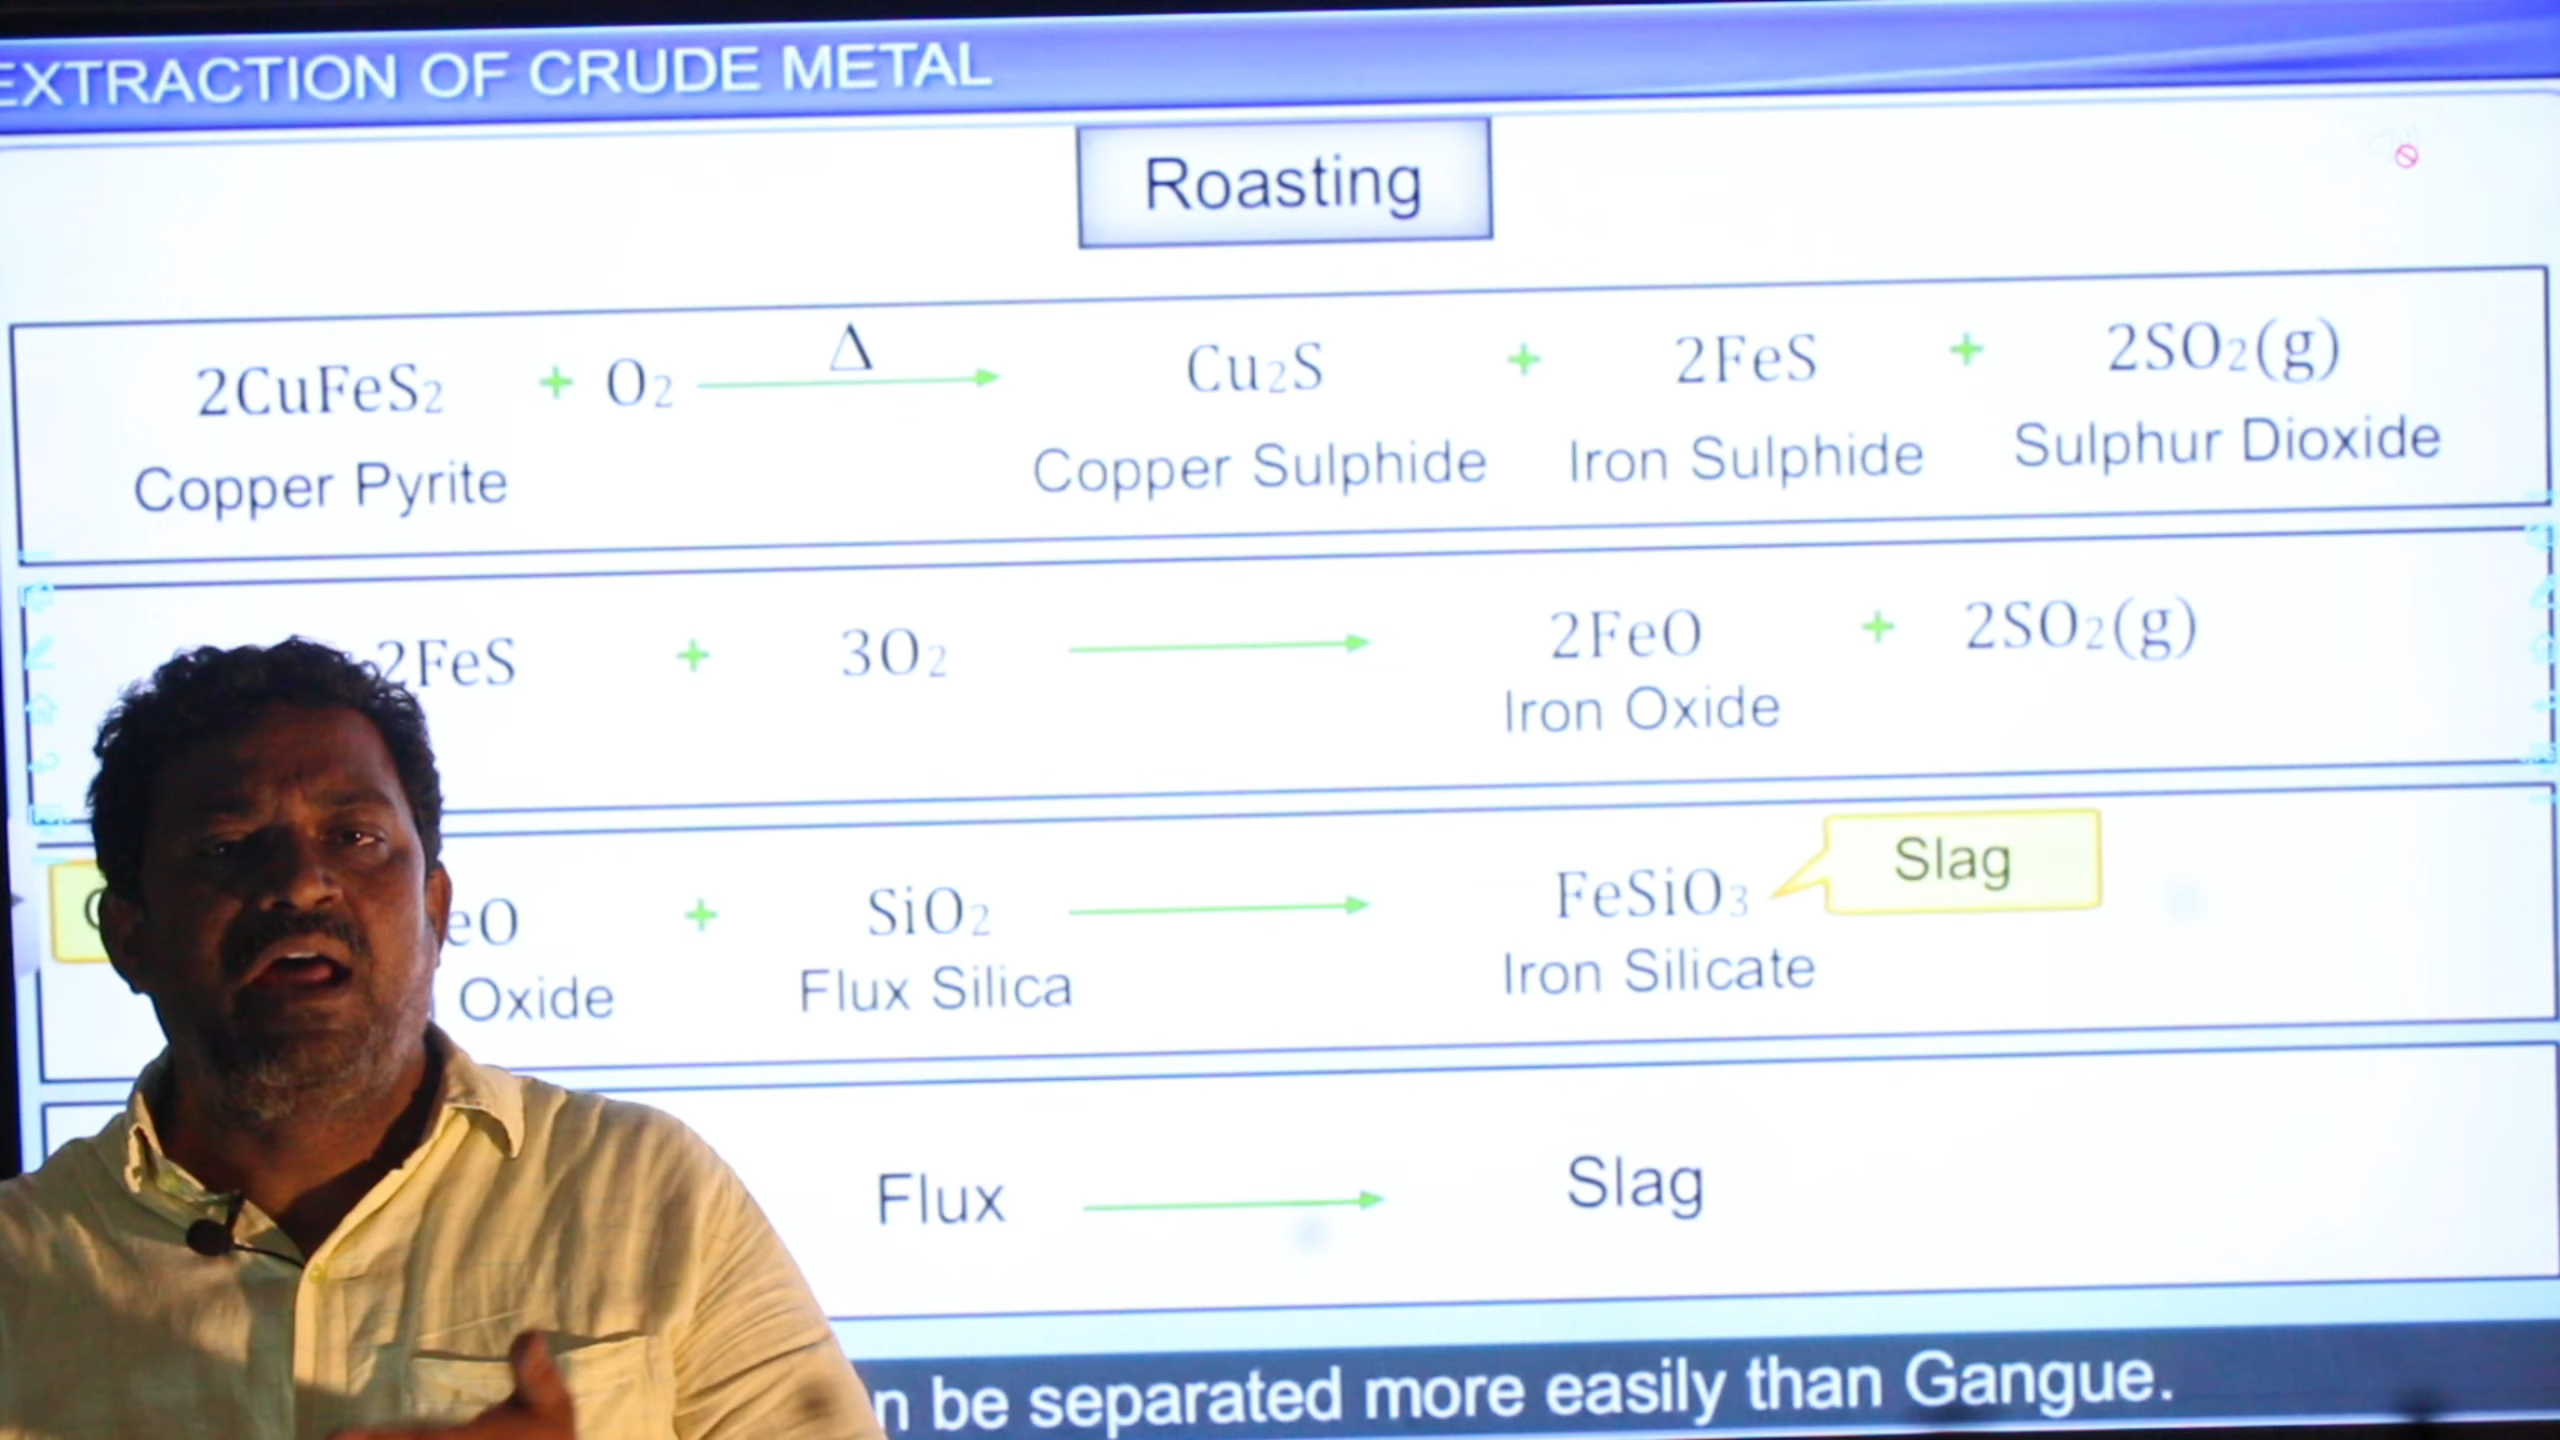 EXTRACTION OF CRUDE METAL
Roasting
2CuFeS₂ + O₂ Δ → Cu₂S + 2FeS + 2SO₂(g)
Copper Pyrite Copper Sulphide Iron Sulphide Sulphur Dioxide
2FeS + 3O₂ → 2FeO + 2SO₂(g)
Iron Oxide
eO + SiO₂ → FeSiO₃ Slag
Oxide Flux Silica Iron Silicate
Flux → Slag
n be separated more easily than Gangue.